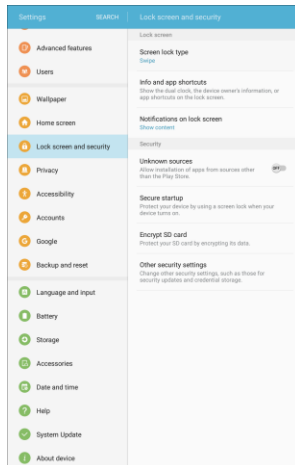 Settings
SEARCH
Advanced features
Users
Wallpaper
Home screen
Lock screen and security
Privacy
Accessibility
Accounts
Google
Backup and reset
Language and input
Battery
Storage
Accessories
Date and time
Help
System Update
About device
Lock screen and security
Lock screen
Screen lock type
Swipe
Info and app shortcuts
Show the dual clock, the device owner's information, or
app shortcuts on the lock screen.
Notifications on lock screen
Show content
Security
Unknown sources
Allow installation of apps from sources other
than the Play Store.
OFF
Secure startup
Protect your device by using a screen lock when your
device turns on.
Encrypt SD card
Protect your SD card by encrypting its data.
Other security settings
Change other security settings, such as those for
security updates and credential storage.